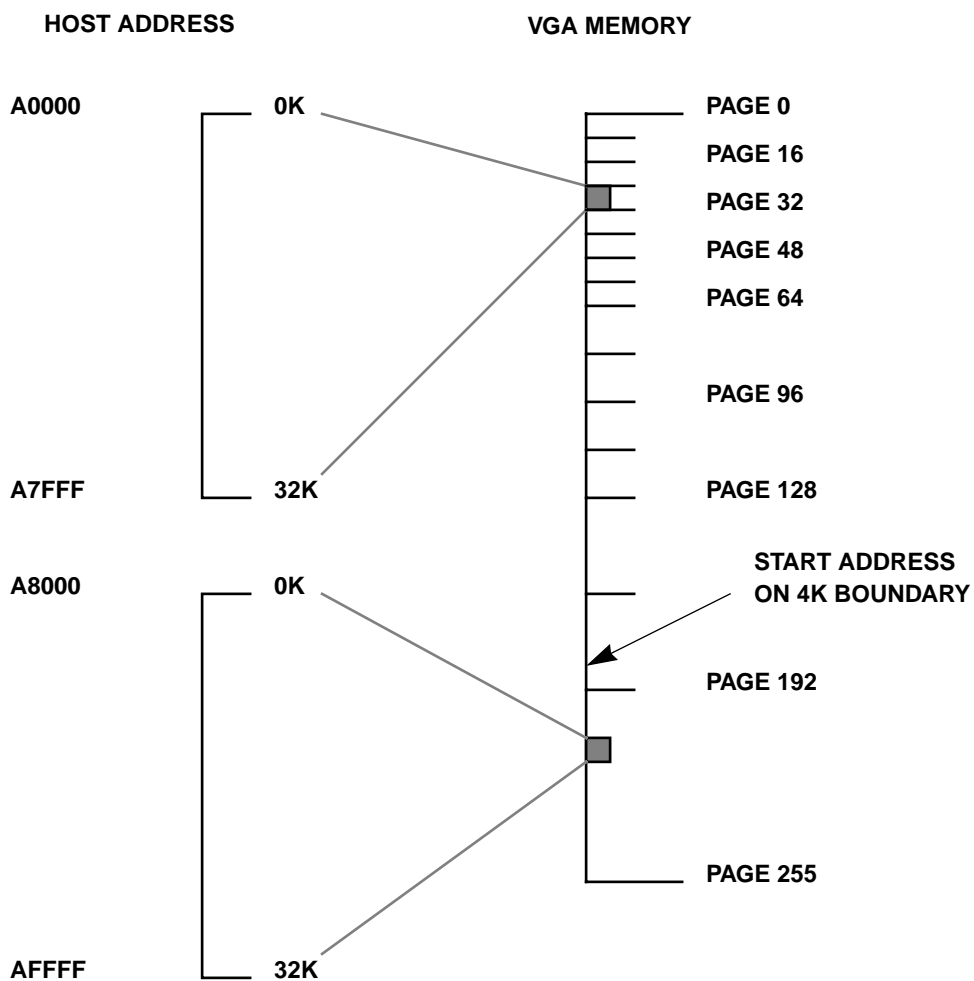 HOST ADDRESS
VGA MEMORY
A0000
0K
PAGE 0
PAGE 16
PAGE 32
PAGE 48
PAGE 64
PAGE 96
A7FFF
32K
PAGE 128
START ADDRESS
ON 4K BOUNDARY
A8000
0K
PAGE 192
PAGE 255
AFFFF
32K